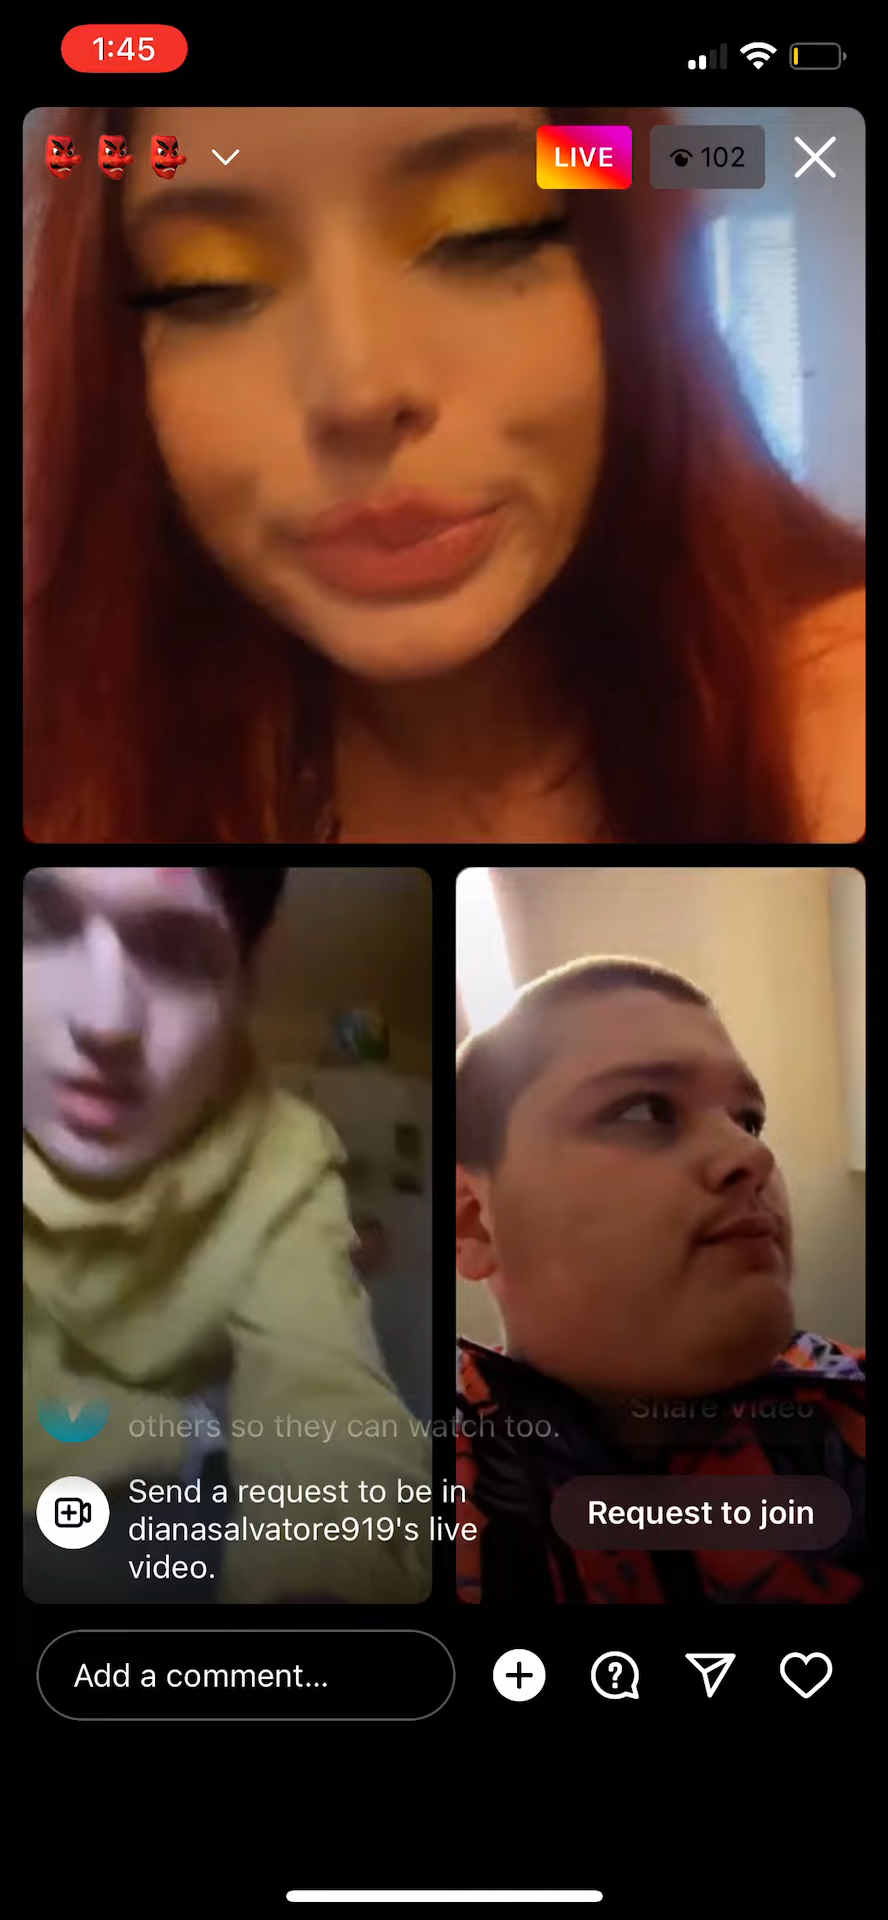 1:45
LIVE
102
others so they can watch too.
Share Video
Send a request to be in
dianasalvatore919's live
video.
Request to join
Add a comment...